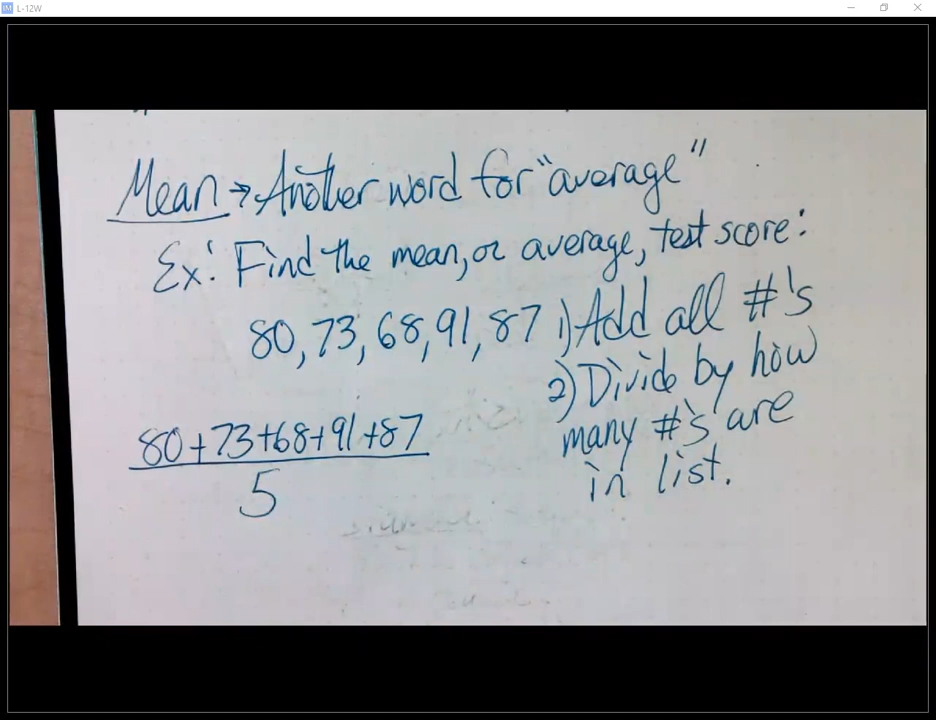 L-12W
Mean → Another word for "average"
Ex: Find the mean, or average, test score:
80, 73, 68, 91, 87
1) Add all #'s
2) Divide by how
many #'s are
in list.
80+73+68+91+87
5